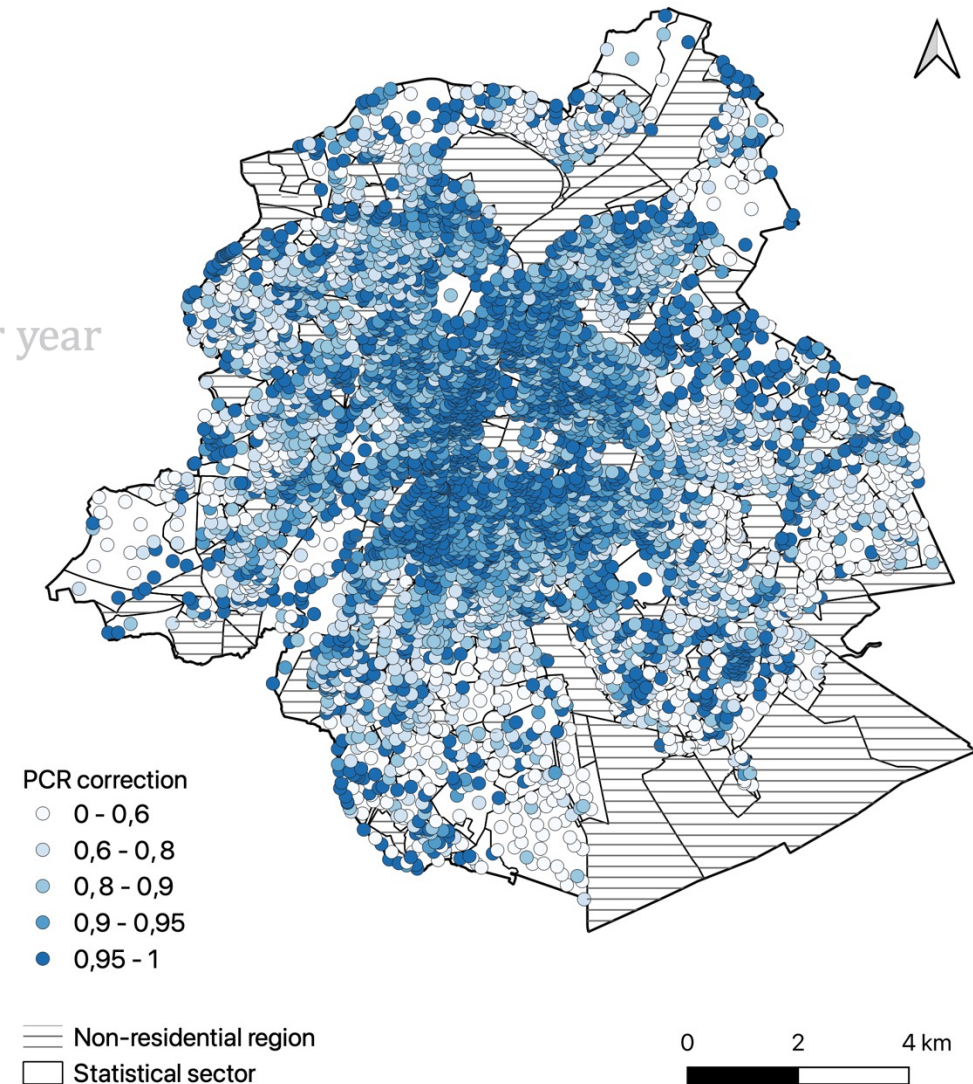 r year
PCR correction
0 - 0,6
0,6 - 0,8
0,8 - 0,9
0,9 - 0,95
0,95 - 1
Non-residential region
Statistical sector
0 2 4 km